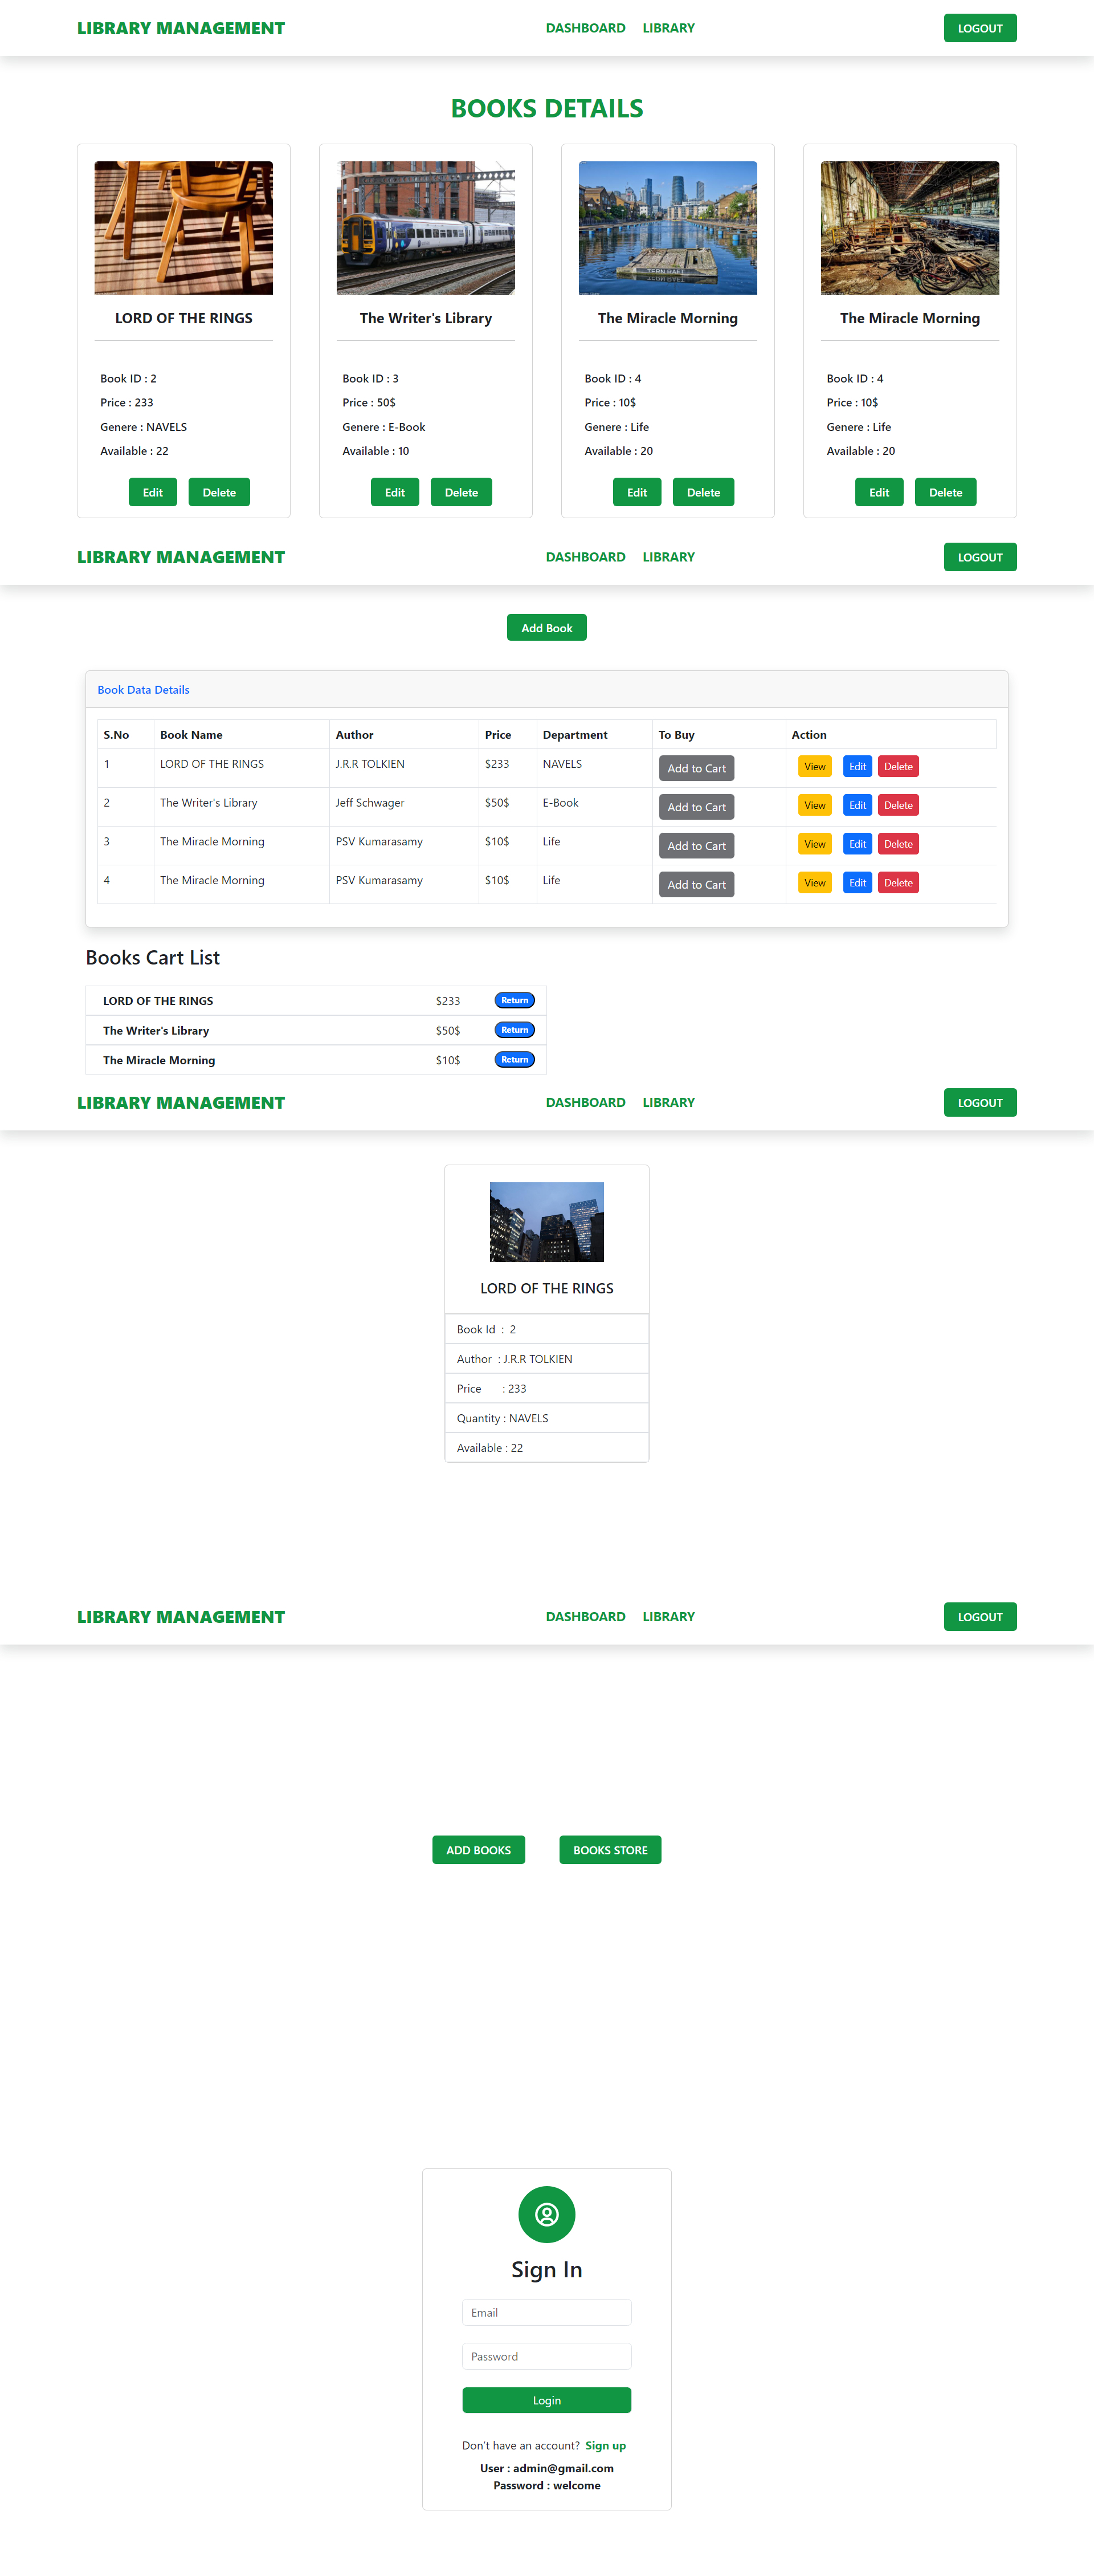 LIBRARY MANAGEMENT DASHBOARD LIBRARY LOGOUT
BOOKS DETAILS
LORD OF THE RINGS
Book ID : 2
Price : 233
Genere : NAVELS
Available : 22
Edit Delete
The Writer's Library
Book ID : 3
Price : 50$
Genere : E-Book
Available : 10
Edit Delete
TERN RAFT
The Miracle Morning
Book ID : 4
Price : 10$
Genere : Life
Available : 20
Edit Delete
The Miracle Morning
Book ID : 4
Price : 10$
Genere : Life
Available : 20
Edit Delete
LIBRARY MANAGEMENT DASHBOARD LIBRARY LOGOUT
Add Book
Book Data Details
S.No Book Name Author Price Department To Buy Action
1 LORD OF THE RINGS J.R.R TOLKIEN $233 NAVELS Add to Cart View Edit Delete
2 The Writer's Library Jeff Schwager $50$ E-Book Add to Cart View Edit Delete
3 The Miracle Morning PSV Kumarasamy $10$ Life Add to Cart View Edit Delete
4 The Miracle Morning PSV Kumarasamy $10$ Life Add to Cart View Edit Delete
Books Cart List
LORD OF THE RINGS $233 Return
The Writer's Library $50$ Return
The Miracle Morning $10$ Return
LIBRARY MANAGEMENT DASHBOARD LIBRARY LOGOUT
LORD OF THE RINGS
Book Id : 2
Author : J.R.R TOLKIEN
Price : 233
Quantity : NAVELS
Available : 22
LIBRARY MANAGEMENT DASHBOARD LIBRARY LOGOUT
ADD BOOKS BOOKS STORE
Sign In
Email
Password
Login
Don't have an account? Sign up
User : admin@gmail.com
Password : welcome